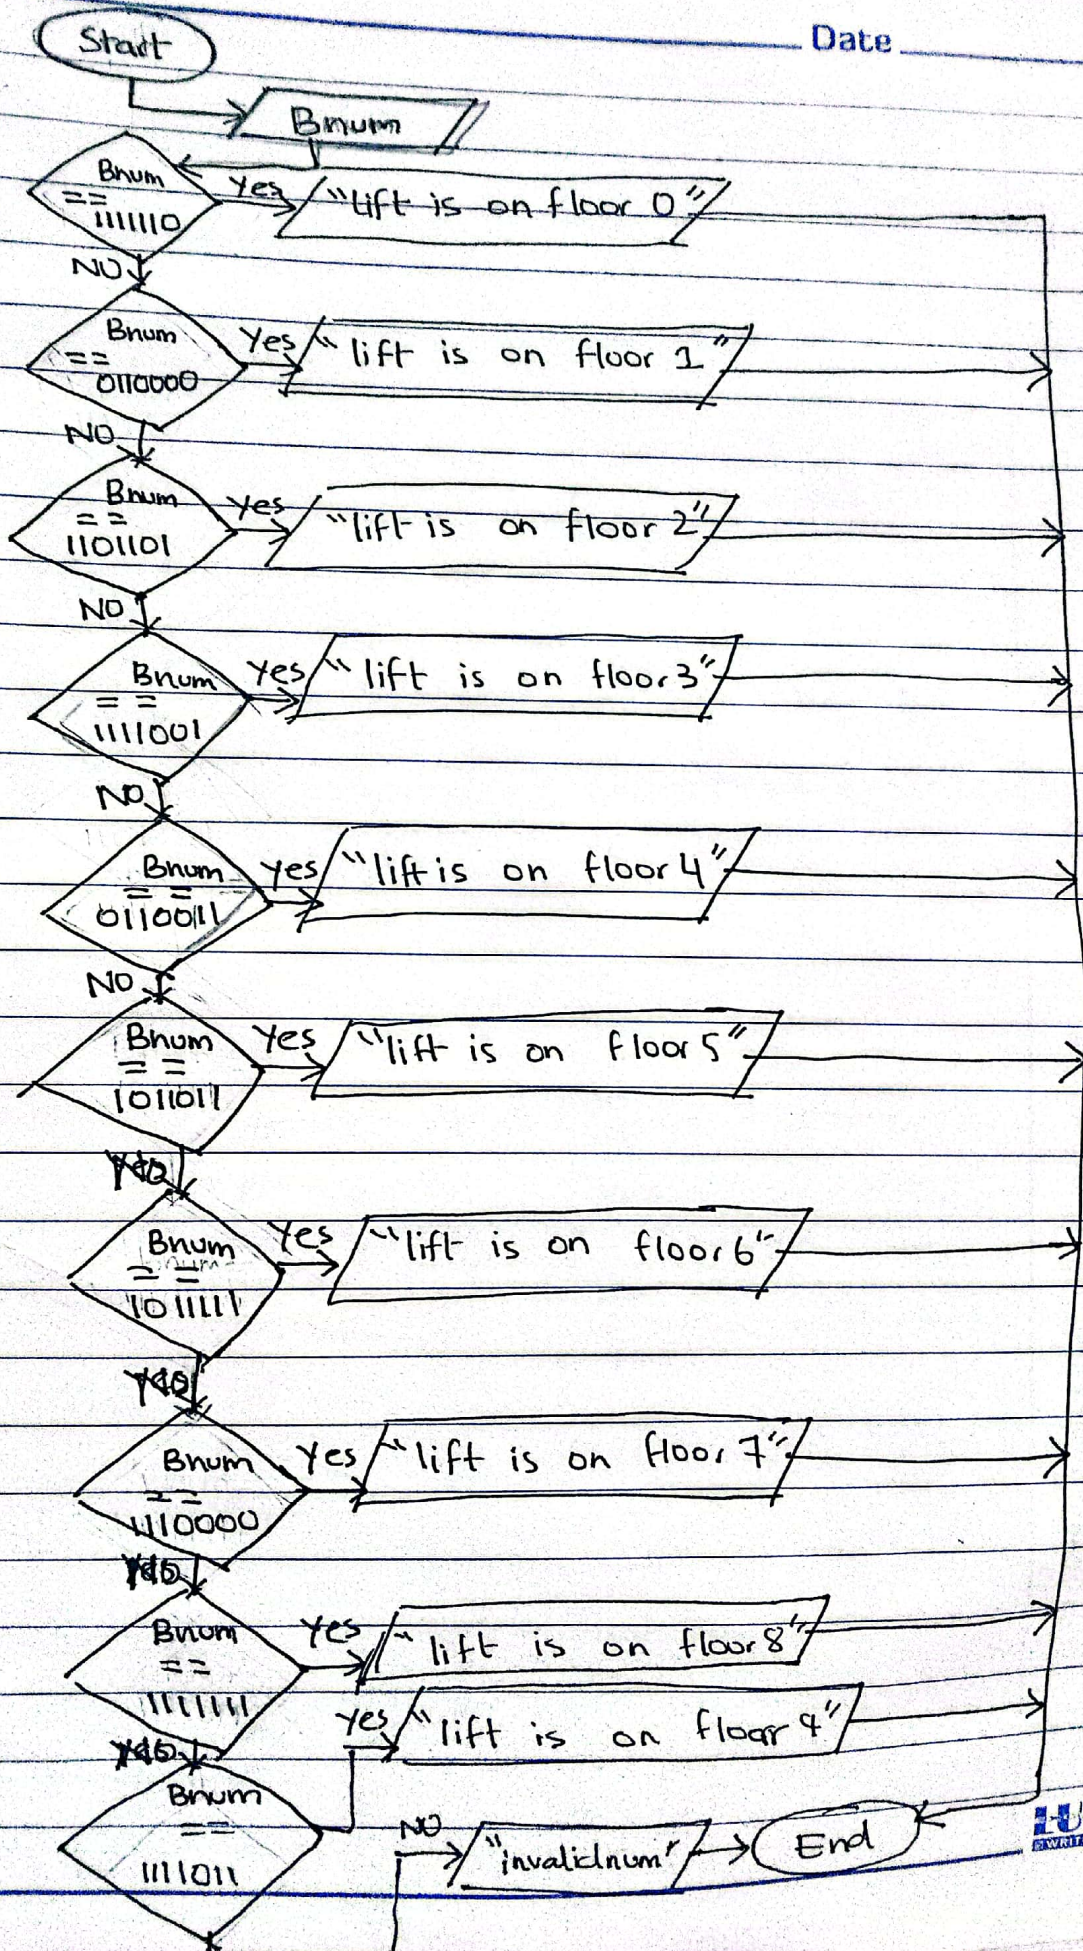 Date
Start
Bnum
Bnum
==
1111110
Yes
"lift is on floor 0"
NO
Bnum
==
0110000
Yes
"lift is on floor 1"
NO
Bnum
==
1101101
Yes
"lift is on floor 2"
NO
Bnum
==
1111001
Yes
"lift is on floor 3"
NO
Bnum
==
0110011
Yes
"lift is on floor 4"
NO
Bnum
==
1011011
Yes
"lift is on floor 5"
Bnum
==
1011111
Yes
"lift is on floor 6"
Bnum
==
1110000
Yes
"lift is on floor 7"
Bnum
==
1111111
Yes
"lift is on floor 8"
Yes
"lift is on floor 9"
Bnum
==
1111011
NO
"invalidnum"
End